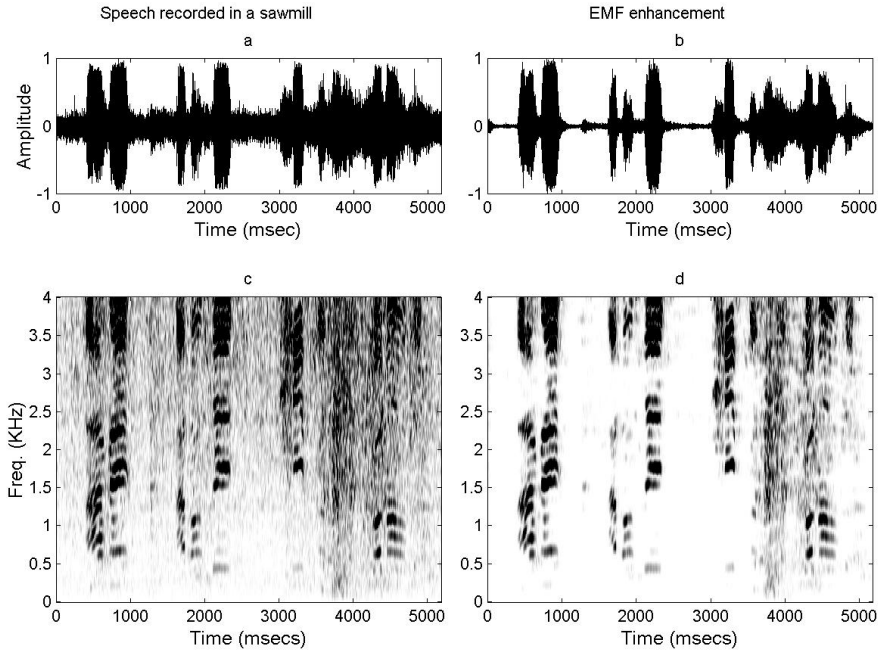 Speech recorded in a sawmill
EMF enhancement
a
b
Amplitude
1
0
-1
0 1000 2000 3000 4000 5000
Time (msec)
1
0
-1
0 1000 2000 3000 4000 5000
Time (msec)
c
d
Freq. (KHz)
4
3.5
3
2.5
2
1.5
1
0.5
0
0 1000 2000 3000 4000 5000
Time (msecs)
4
3.5
3
2.5
2
1.5
1
0.5
0
0 1000 2000 3000 4000 5000
Time (msecs)